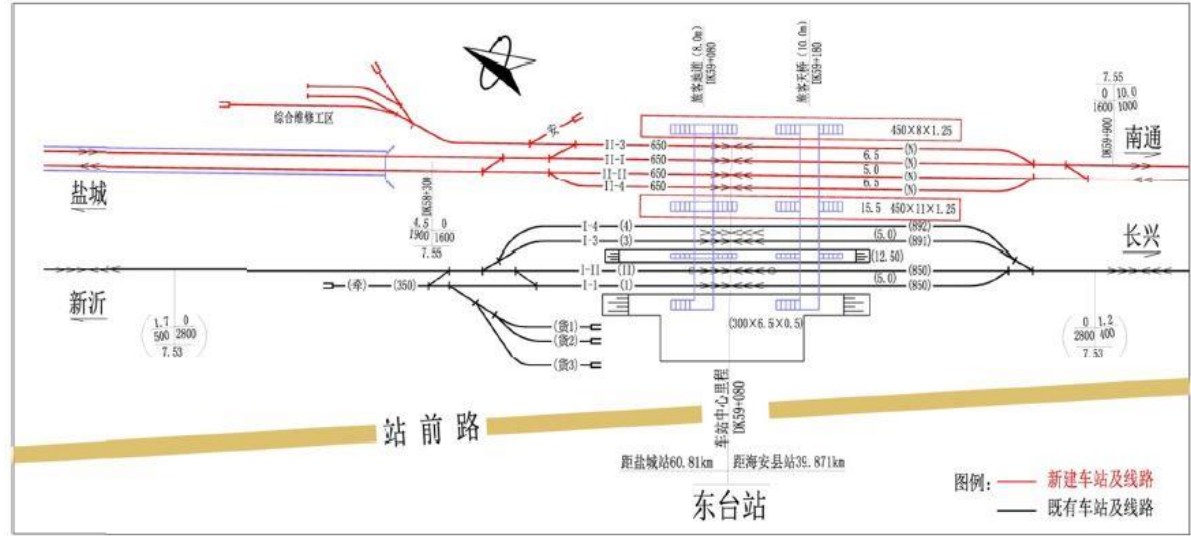 旅客地道 (8.0m)
DK59+080
旅客天桥 (10.0m)
DK59+180
7.55
0 10.0
1600 1000
DK59+900
综合维修工区
安
450×8×1.25
II-3 650 (N)
6.5
II-I 650 (N)
5.0
II-II 650 (N)
6.5
II-4 650 (N)
南通
盐城
DK58+300
4.5 0
1900 1600
7.55
15.5 450×11×1.25
I-4 (4) (892)
(5.0)
I-3 (3) (891)
(12.50)
长兴
I-II (II) (850)
(5.0)
I-1 (1) (850)
新沂
(牵) (350)
(300×6.5×0.5)
1.7 0
500 2800
7.53
0 1.2
2800 400
7.53
(货1)
(货2)
(货3)
车站中心里程
DK59+080
站前路
距盐城站60.81km
距海安县站39.871km
东台站
图例:
新建车站及线路
既有车站及线路